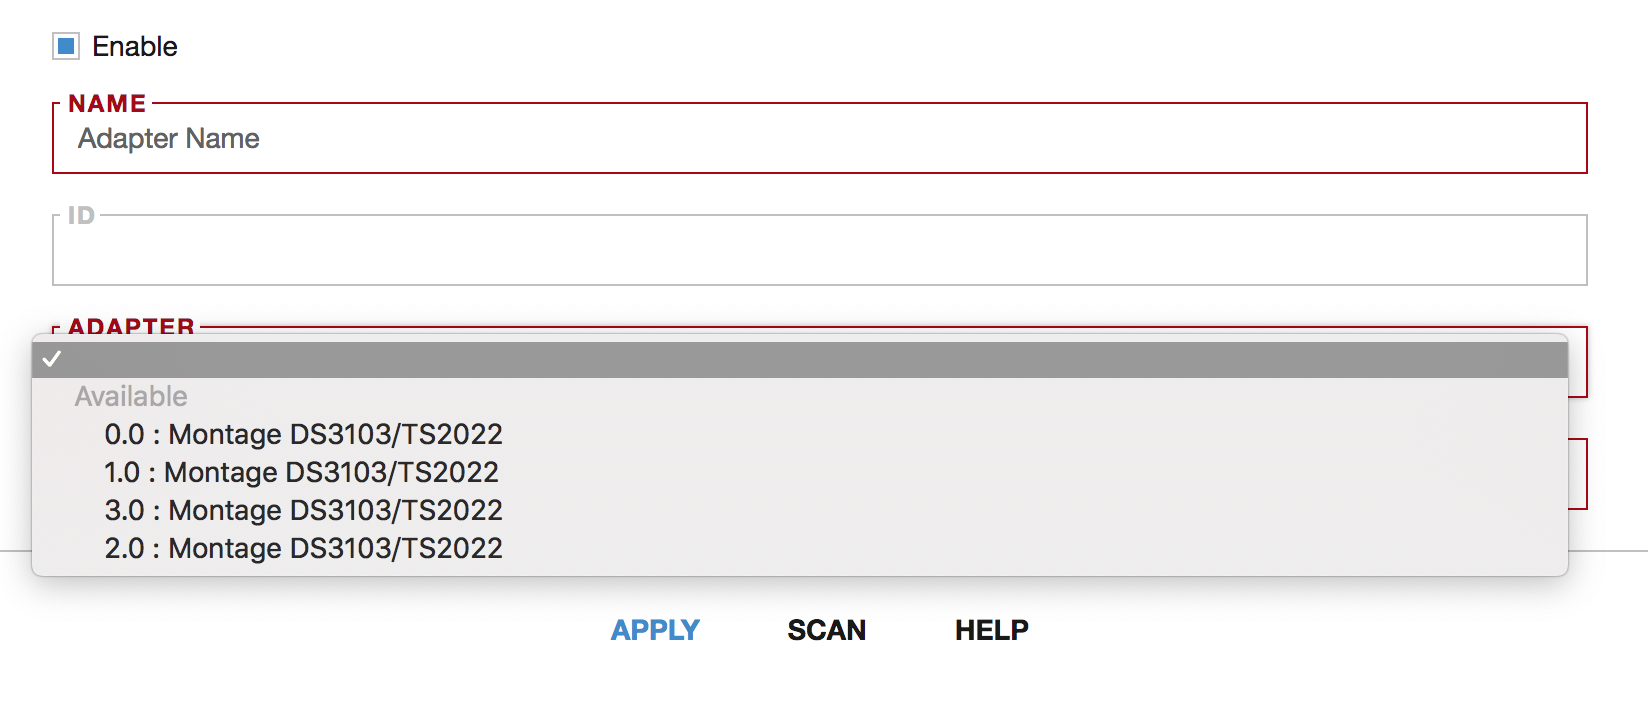 Enable
NAME
Adapter Name
ID
ADAPTER
Available
0.0 : Montage DS3103/TS2022
1.0 : Montage DS3103/TS2022
3.0 : Montage DS3103/TS2022
2.0 : Montage DS3103/TS2022
APPLY SCAN HELP